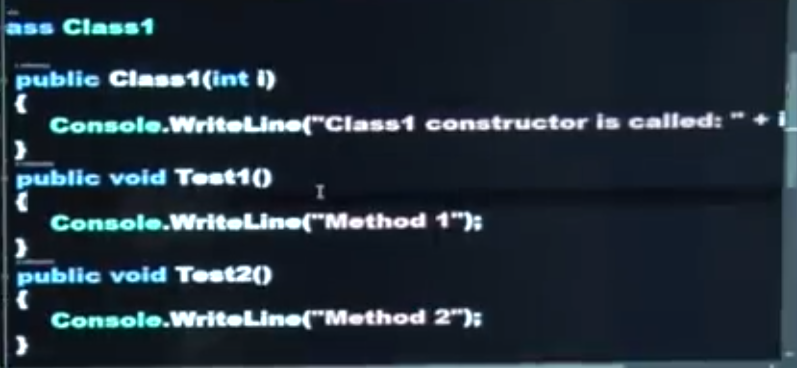 ass Class1
public Class1(int i)
{
Console.WriteLine("Class1 constructor is called: " + i
}
public void Test1()
{
Console.WriteLine("Method 1");
}
public void Test2()
{
Console.WriteLine("Method 2");
}